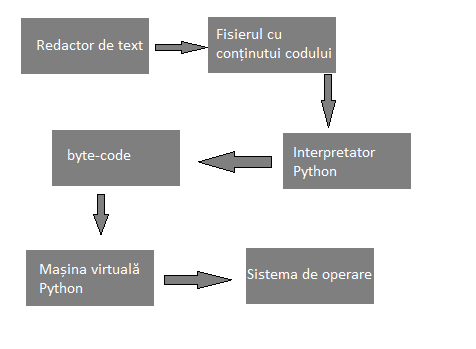 Redactor de text
Fisierul cu
conținutui codului
Interpretator
Python
byte-code
Mașina virtuală
Python
Sistema de operare